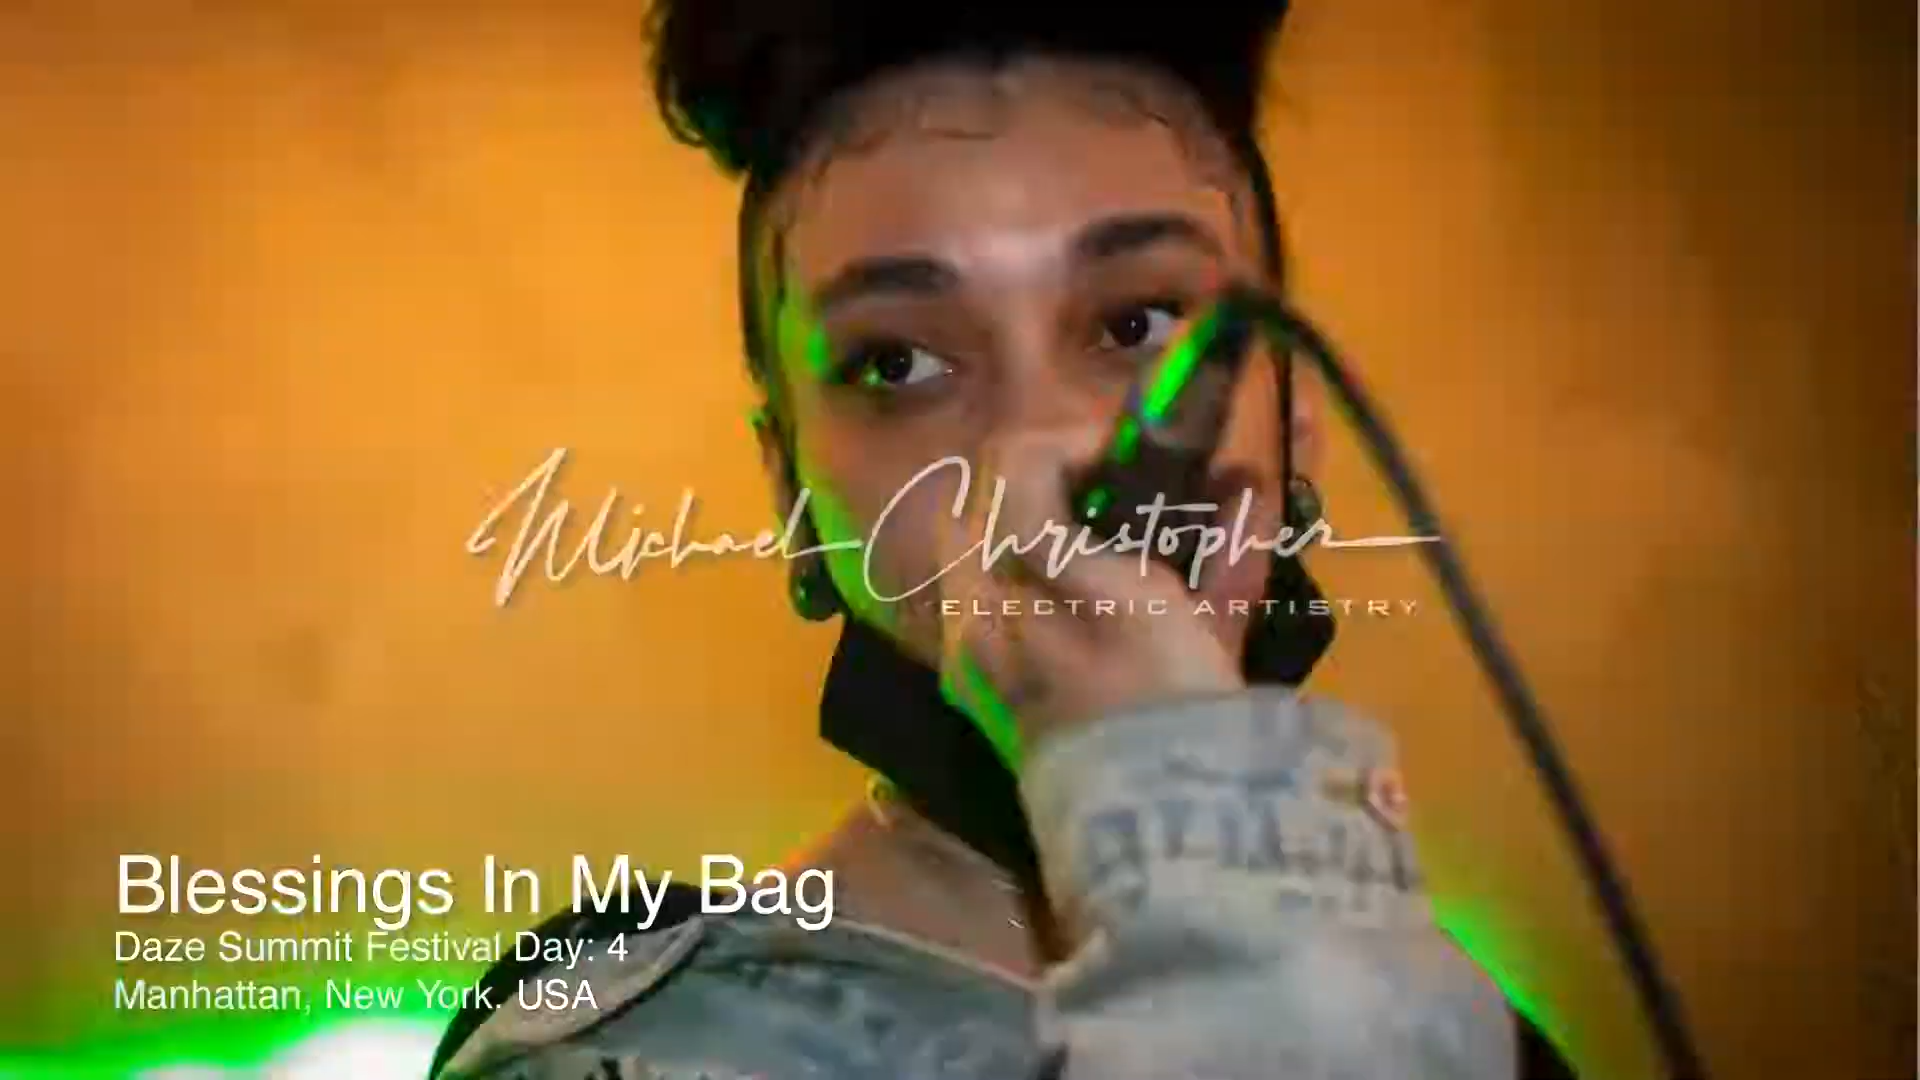 Michael Christopher
ELECTRIC ARTISTRY
Blessings In My Bag
Daze Summit Festival Day: 4
Manhattan, New York. USA